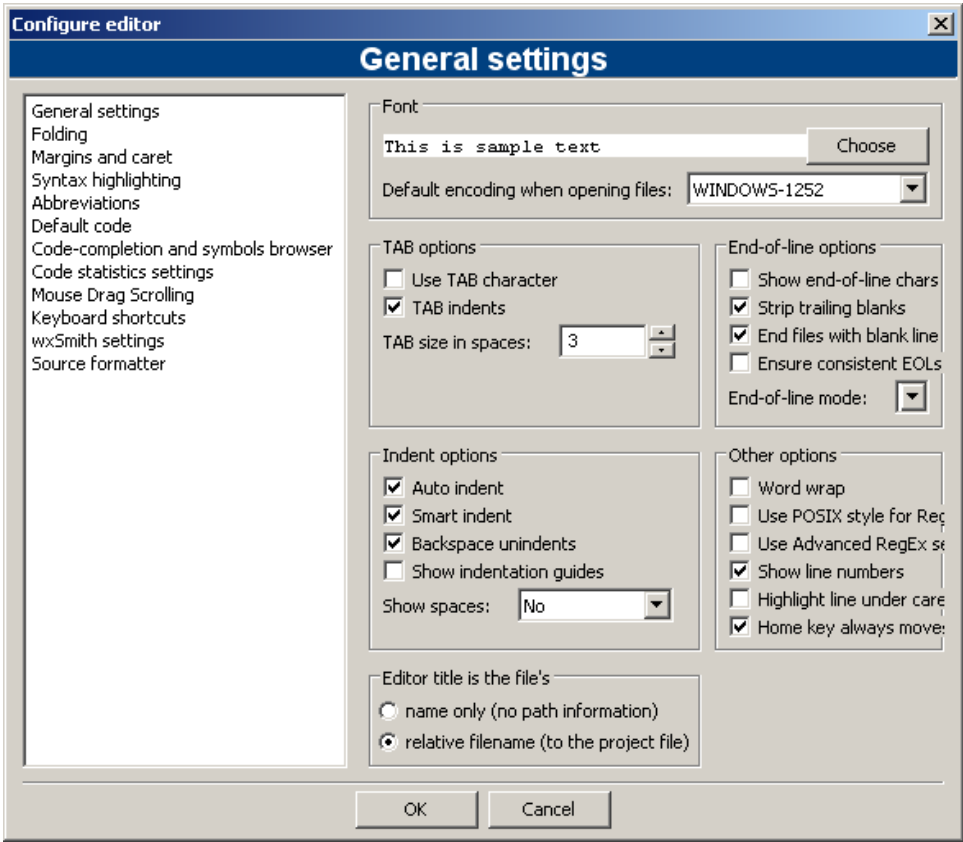 Configure editor
General settings
General settings
Folding
Margins and caret
Syntax highlighting
Abbreviations
Default code
Code-completion and symbols browser
Code statistics settings
Mouse Drag Scrolling
Keyboard shortcuts
wxSmith settings
Source formatter
Font
This is sample text
Choose
Default encoding when opening files: WINDOWS-1252
TAB options
Use TAB character
TAB indents
TAB size in spaces: 3
End-of-line options
Show end-of-line chars
Strip trailing blanks
End files with blank line
Ensure consistent EOLs
End-of-line mode:
Indent options
Auto indent
Smart indent
Backspace unindents
Show indentation guides
Show spaces: No
Other options
Word wrap
Use POSIX style for Reg
Use Advanced RegEx se
Show line numbers
Highlight line under care
Home key always moves
Editor title is the file's
name only (no path information)
relative filename (to the project file)
OK
Cancel